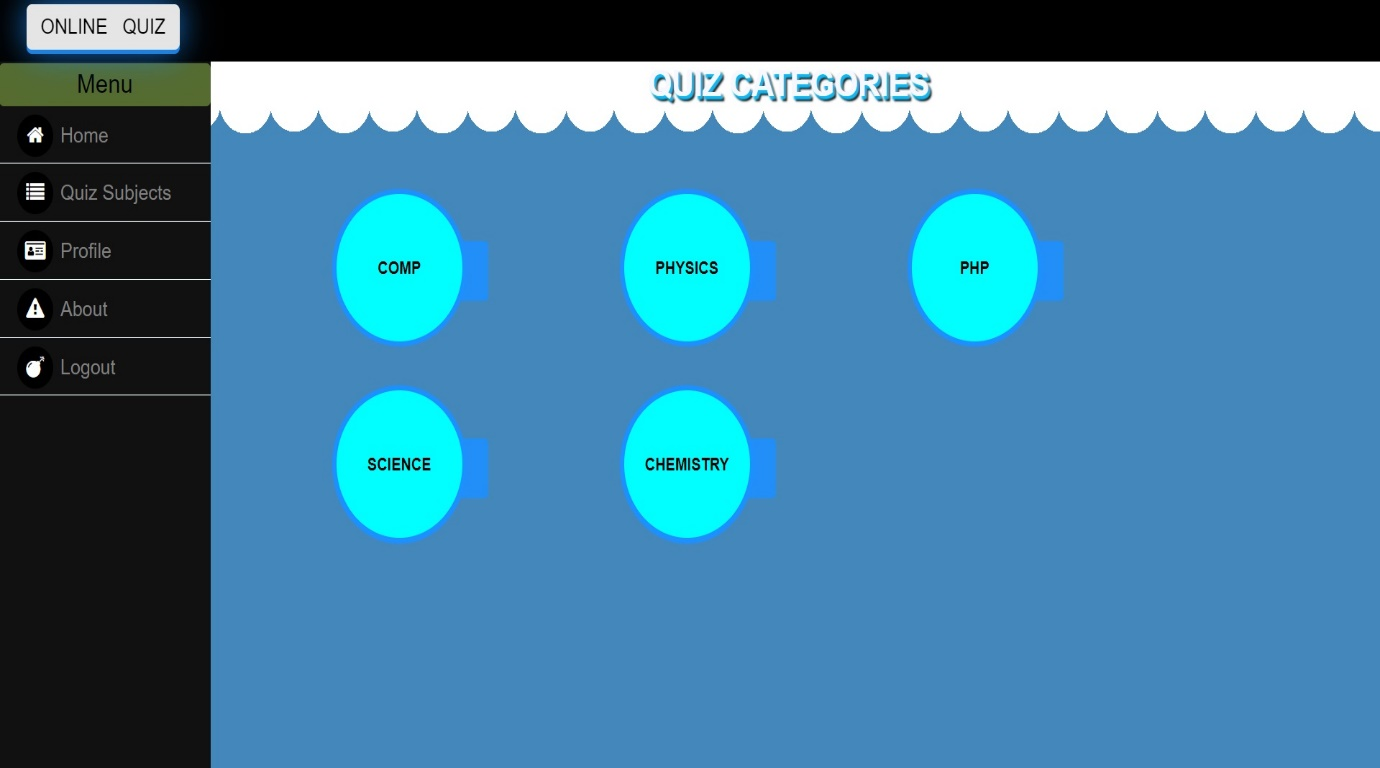 ONLINE QUIZ
Menu
QUIZ CATEGORIES
Home
Quiz Subjects
Profile
About
Logout
COMP
PHYSICS
PHP
SCIENCE
CHEMISTRY